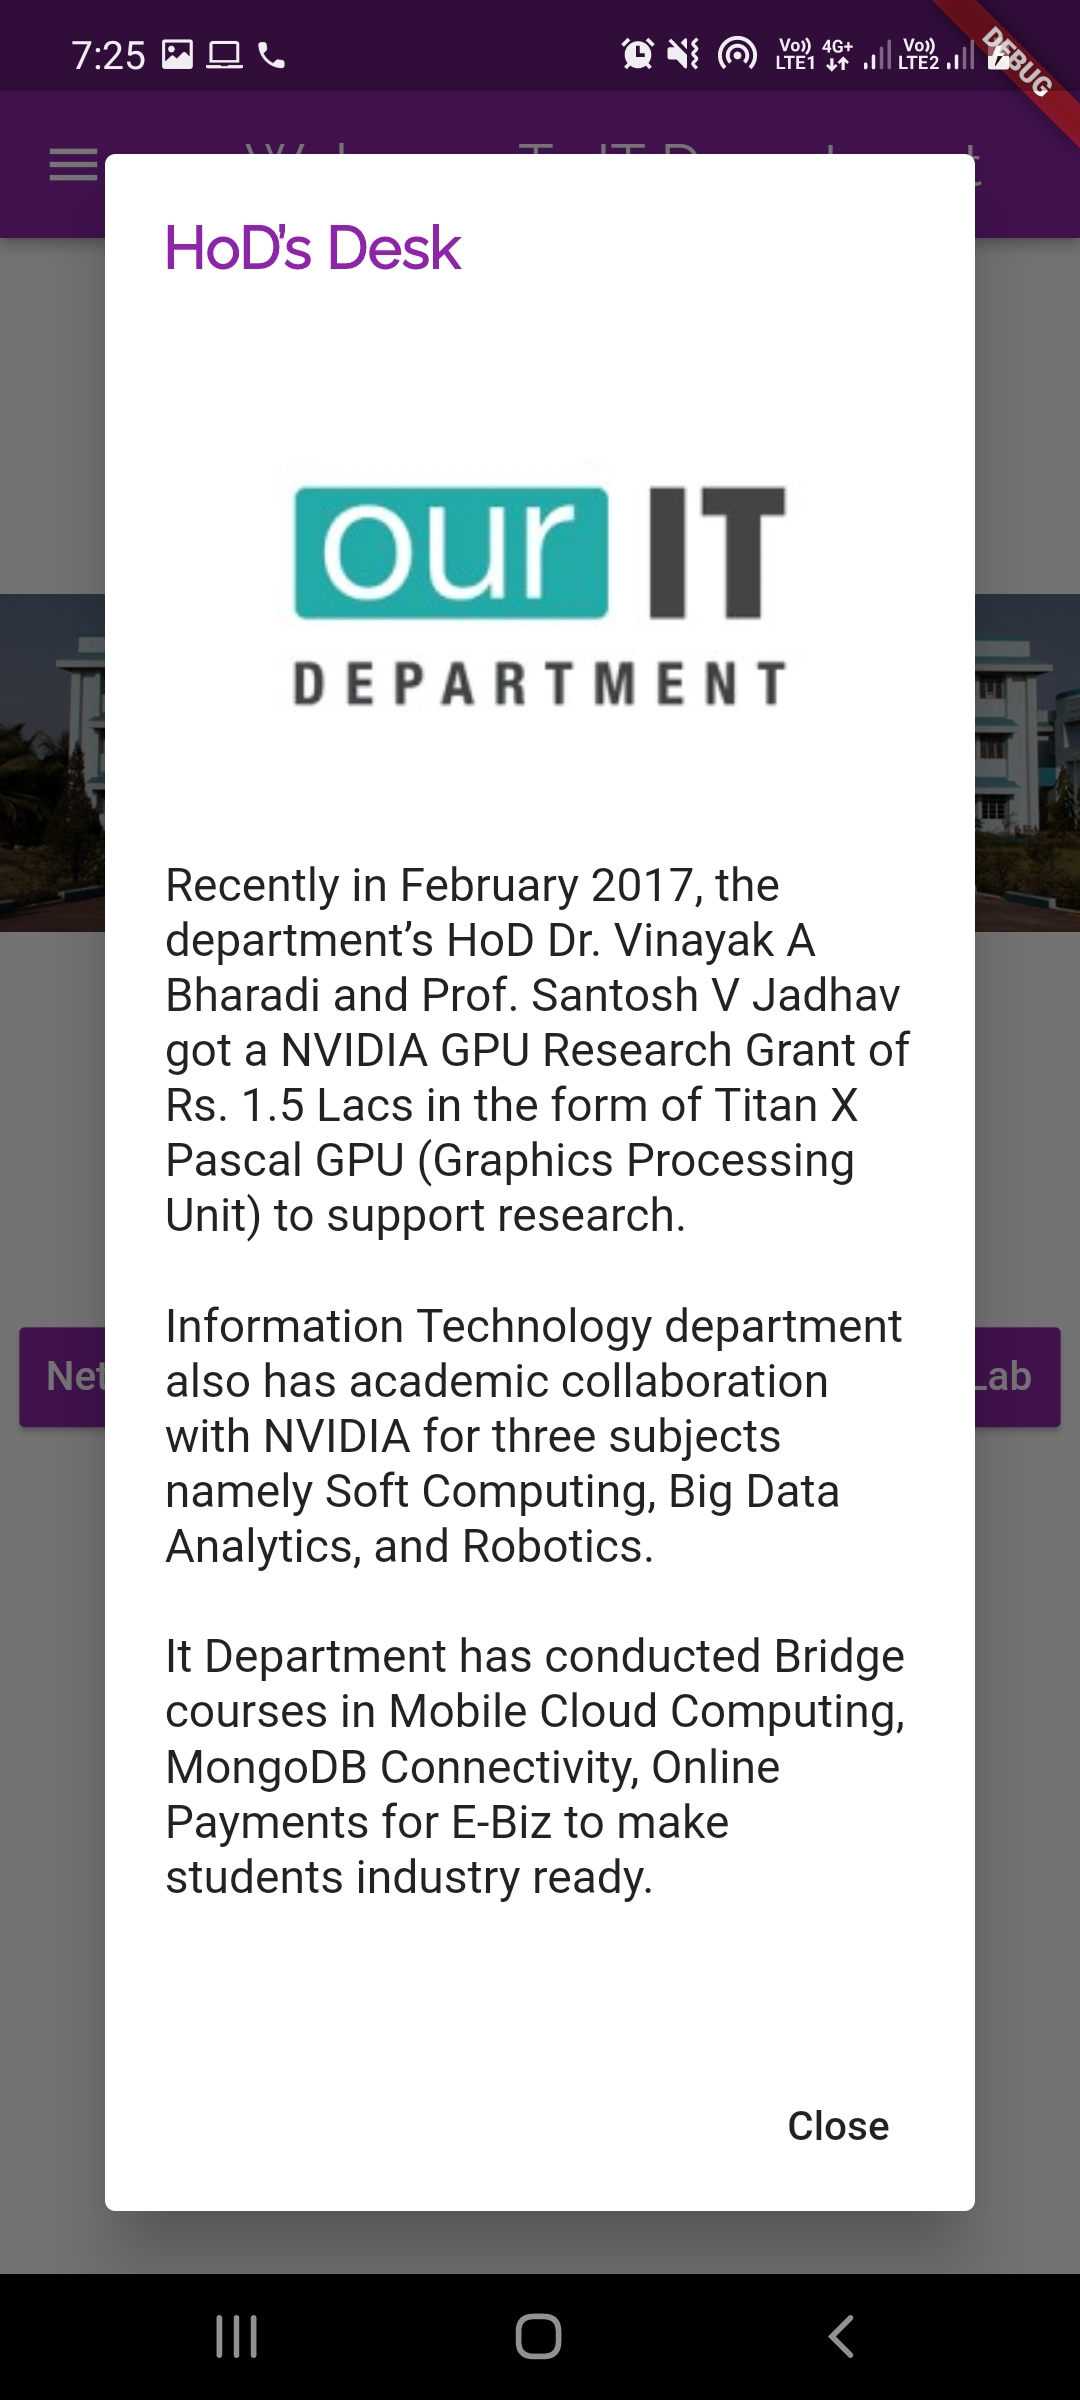 7:25
Vo)) LTE1 4G+ Vo)) LTE2
DEBUG
HoD's Desk
our IT
DEPARTMENT
Recently in February 2017, the
department’s HoD Dr. Vinayak A
Bharadi and Prof. Santosh V Jadhav
got a NVIDIA GPU Research Grant of
Rs. 1.5 Lacs in the form of Titan X
Pascal GPU (Graphics Processing
Unit) to support research.
Information Technology department
also has academic collaboration
with NVIDIA for three subjects
namely Soft Computing, Big Data
Analytics, and Robotics.
It Department has conducted Bridge
courses in Mobile Cloud Computing,
MongoDB Connectivity, Online
Payments for E-Biz to make
students industry ready.
Net
Lab
Close